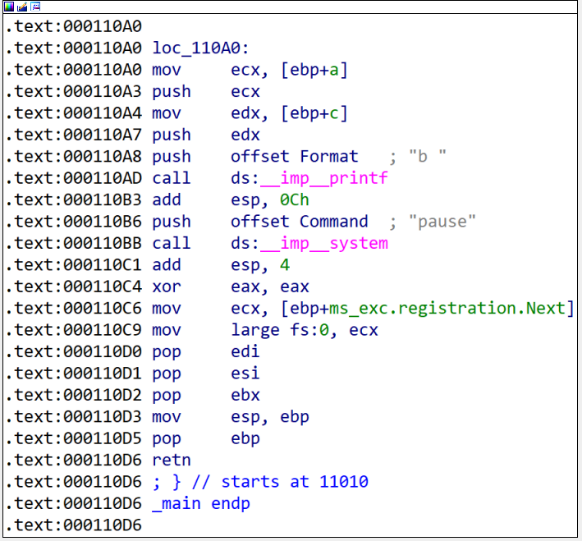 .text:000110A0
.text:000110A0 loc_110A0:
.text:000110A0 mov     ecx, [ebp+a]
.text:000110A3 push    ecx
.text:000110A4 mov     edx, [ebp+c]
.text:000110A7 push    edx
.text:000110A8 push    offset Format   ; "b "
.text:000110AD call    ds:__imp__printf
.text:000110B3 add     esp, 0Ch
.text:000110B6 push    offset Command  ; "pause"
.text:000110BB call    ds:__imp__system
.text:000110C1 add     esp, 4
.text:000110C4 xor     eax, eax
.text:000110C6 mov     ecx, [ebp+ms_exc.registration.Next]
.text:000110C9 mov     large fs:0, ecx
.text:000110D0 pop     edi
.text:000110D1 pop     esi
.text:000110D2 pop     ebx
.text:000110D3 mov     esp, ebp
.text:000110D5 pop     ebp
.text:000110D6 retn
.text:000110D6 ; } // starts at 11010
.text:000110D6 _main endp
.text:000110D6